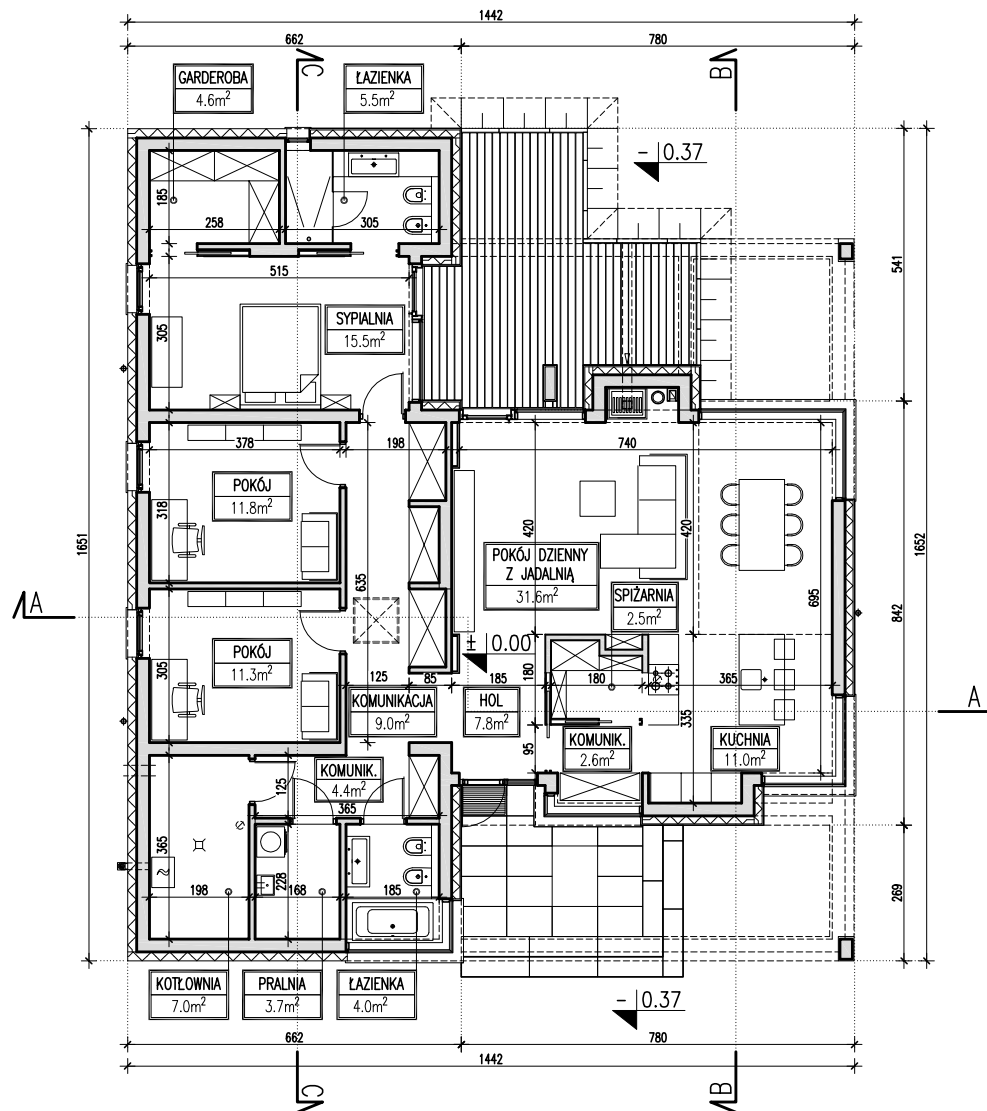 1442
662
780
C
B
GARDEROBA
4.6m²
ŁAZIENKA
5.5m²
- 0.37
185
258
305
541
515
SYPIALNIA
15.5m²
305
378
198
740
POKÓJ
11.8m²
318
420
420
1651
1652
POKÓJ DZIENNY
Z JADALNIĄ
31.6m²
SPIŻARNIA
2.5m²
635
695
842
A
± 0.00
POKÓJ
11.3m²
305
125
85
185
180
180
365
335
KOMUNIKACJA
9.0m²
HOL
7.8m²
A
KOMUNIK.
2.6m²
KUCHNIA
11.0m²
95
KOMUNIK.
4.4m²
125
365
365
228
198
168
185
269
KOTŁOWNIA
7.0m²
PRALNIA
3.7m²
ŁAZIENKA
4.0m²
- 0.37
662
780
1442
C
B